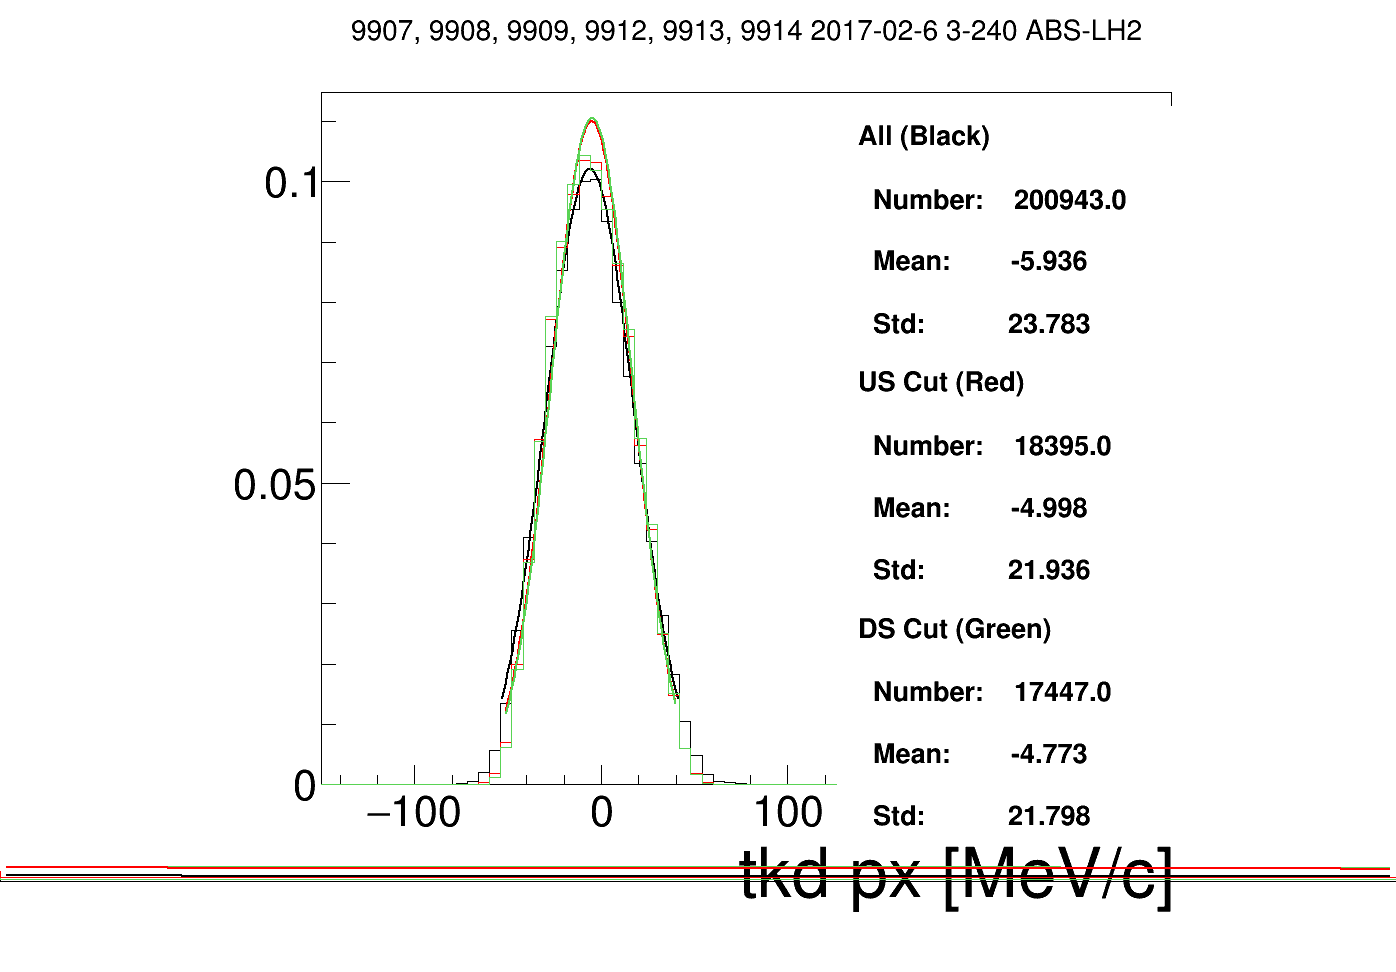 9907, 9908, 9909, 9912, 9913, 9914 2017-02-6 3-240 ABS-LH2
All (Black)
Number: 200943.0
Mean: -5.936
Std: 23.783
US Cut (Red)
Number: 18395.0
Mean: -4.998
Std: 21.936
DS Cut (Green)
Number: 17447.0
Mean: -4.773
Std: 21.798
0.1
0.05
0
−100 0 100
tkd px [MeV/c]